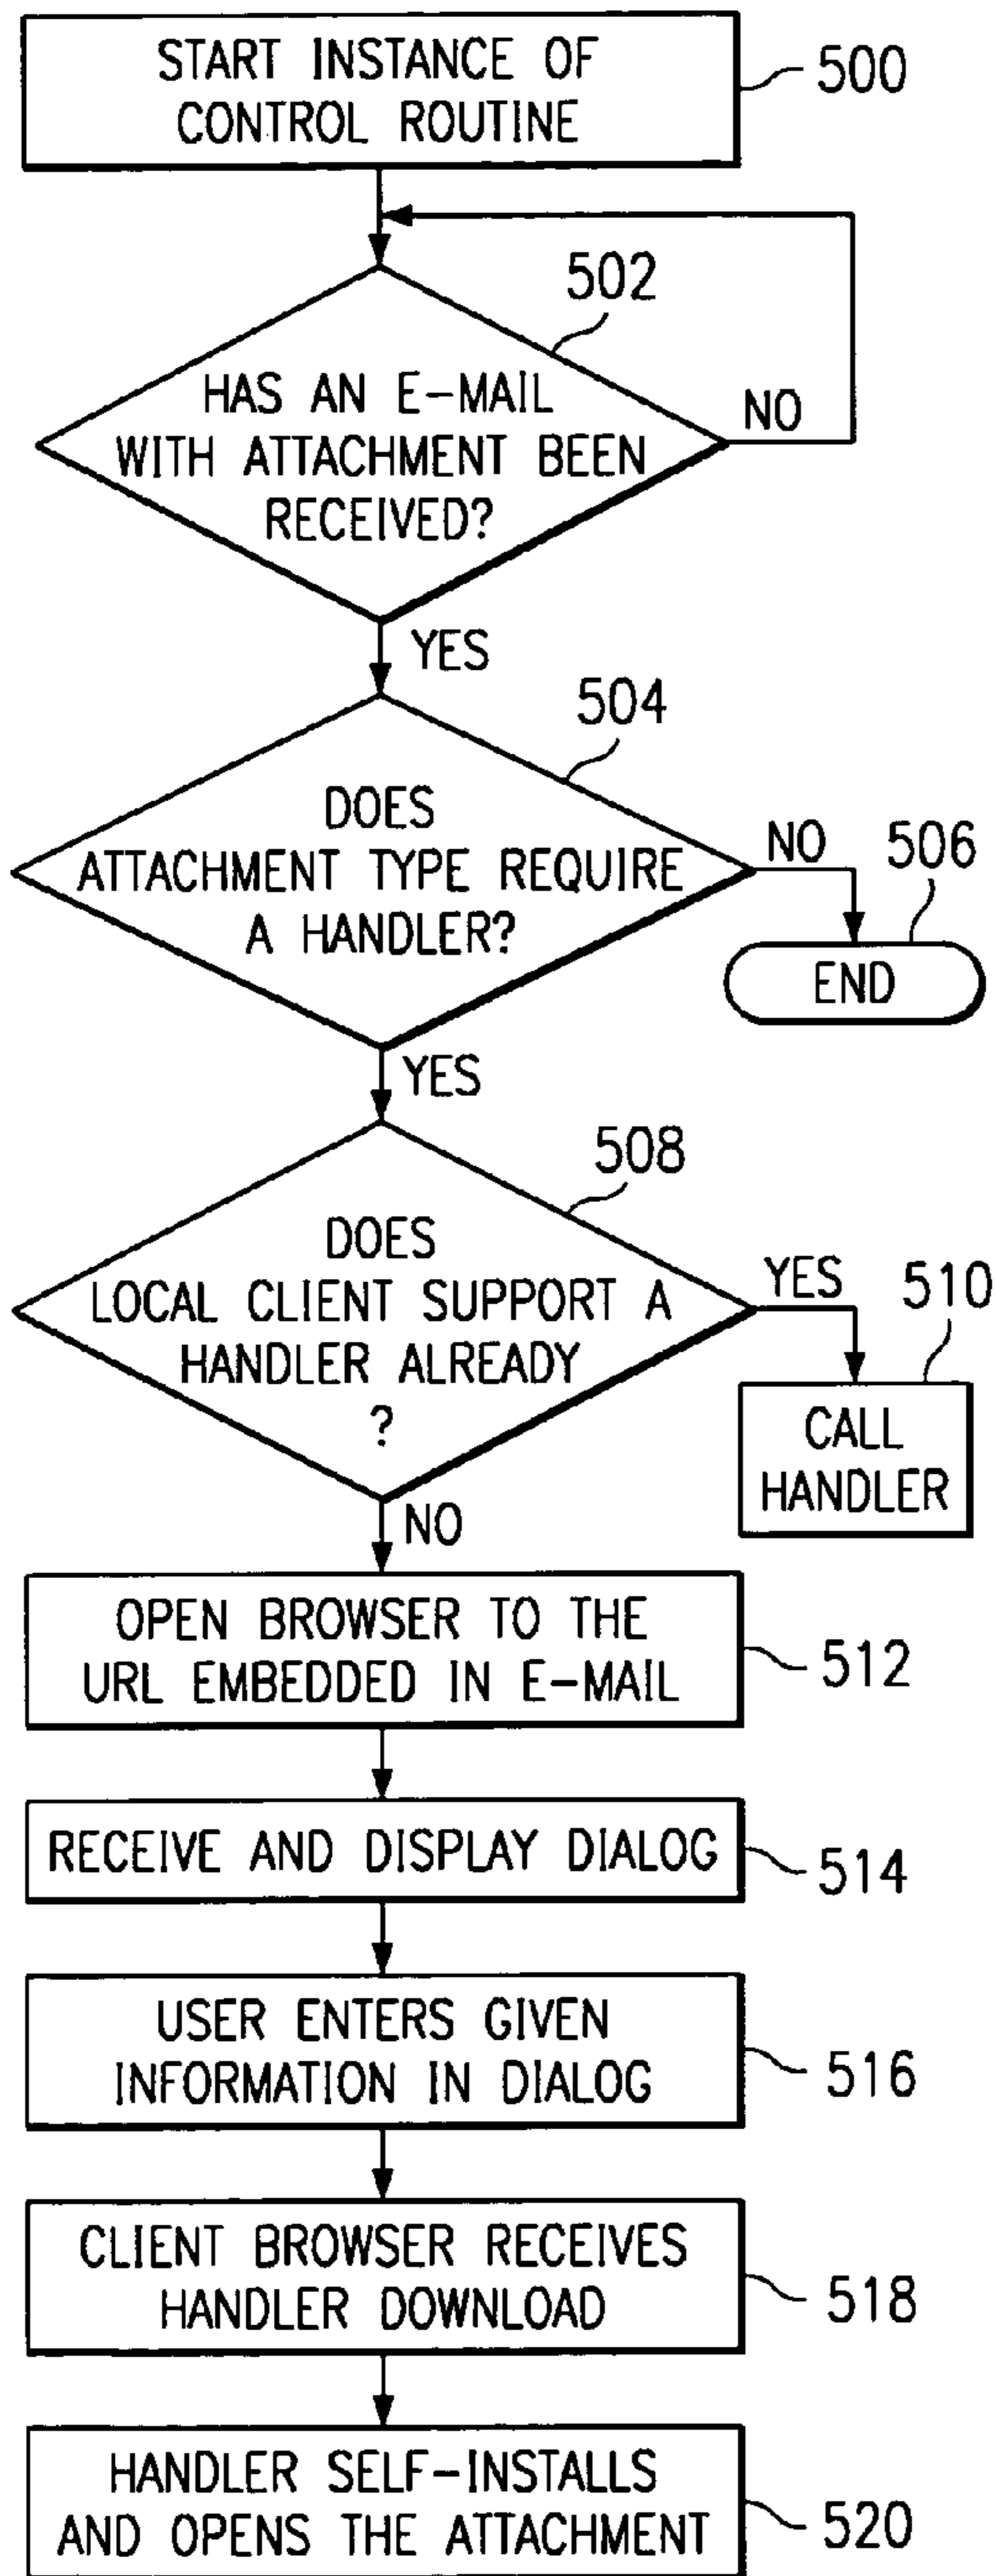 START INSTANCE OF
CONTROL ROUTINE
500
502
HAS AN E-MAIL
WITH ATTACHMENT BEEN
RECEIVED?
NO
YES
504
DOES
ATTACHMENT TYPE REQUIRE
A HANDLER?
NO
506
END
YES
508
DOES
LOCAL CLIENT SUPPORT A
HANDLER ALREADY
?
YES
510
CALL
HANDLER
NO
OPEN BROWSER TO THE
URL EMBEDDED IN E-MAIL
512
RECEIVE AND DISPLAY DIALOG
514
USER ENTERS GIVEN
INFORMATION IN DIALOG
516
CLIENT BROWSER RECEIVES
HANDLER DOWNLOAD
518
HANDLER SELF-INSTALLS
AND OPENS THE ATTACHMENT
520